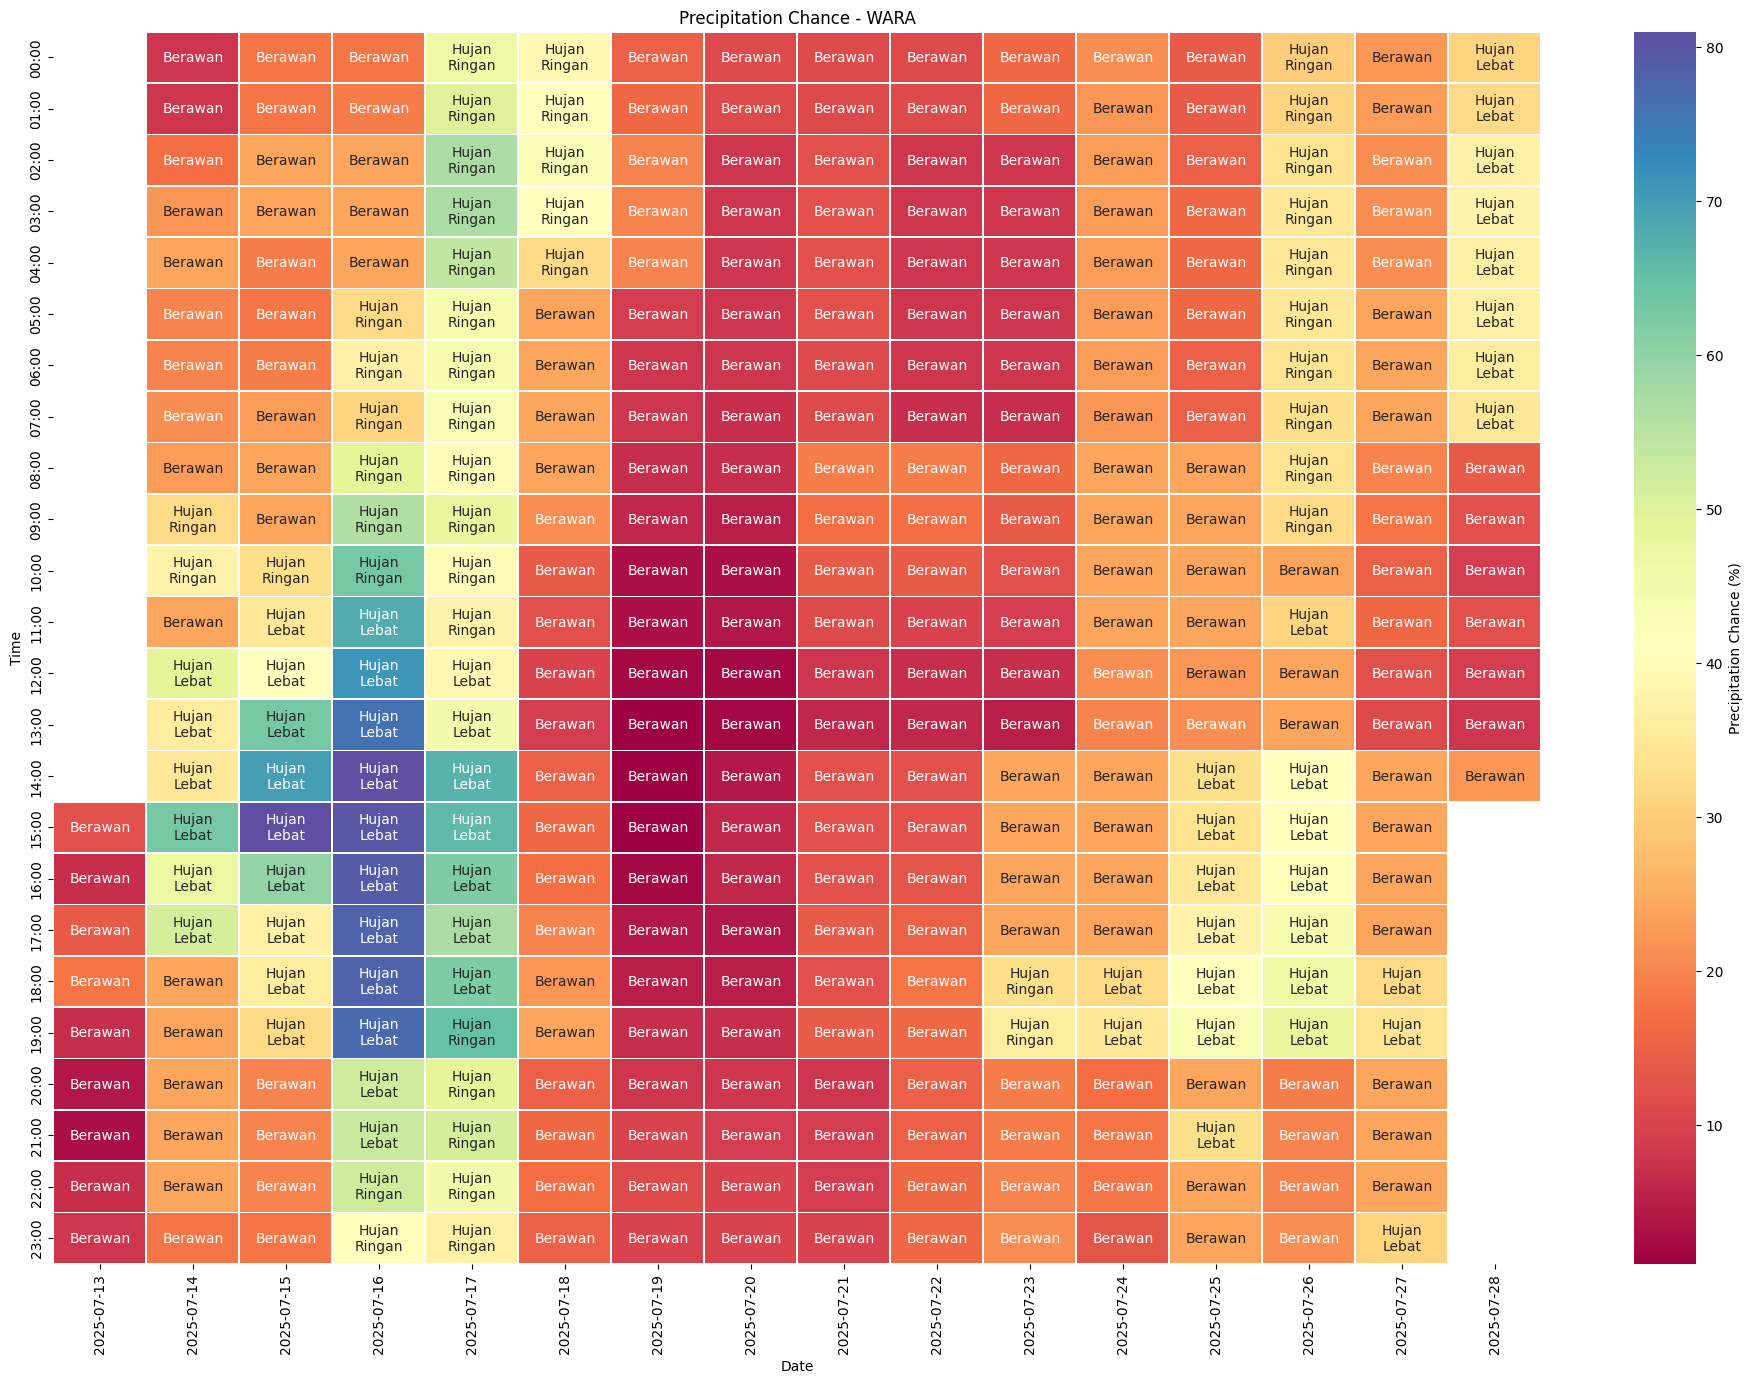 Precipitation Chance - WARA
00:00 Berawan Berawan Berawan Hujan Ringan Hujan Ringan Berawan Berawan Berawan Berawan Berawan Berawan Berawan Hujan Ringan Berawan Hujan Lebat
01:00 Berawan Berawan Berawan Hujan Ringan Hujan Ringan Berawan Berawan Berawan Berawan Berawan Berawan Berawan Hujan Ringan Berawan Hujan Lebat
02:00 Berawan Berawan Berawan Hujan Ringan Hujan Ringan Berawan Berawan Berawan Berawan Berawan Berawan Berawan Hujan Ringan Berawan Hujan Lebat
03:00 Berawan Berawan Berawan Hujan Ringan Hujan Ringan Berawan Berawan Berawan Berawan Berawan Berawan Berawan Hujan Ringan Berawan Hujan Lebat
04:00 Berawan Berawan Berawan Hujan Ringan Hujan Ringan Berawan Berawan Berawan Berawan Berawan Berawan Berawan Hujan Ringan Berawan Hujan Lebat
05:00 Berawan Berawan Hujan Ringan Hujan Ringan Berawan Berawan Berawan Berawan Berawan Berawan Berawan Berawan Hujan Ringan Berawan Hujan Lebat
06:00 Berawan Berawan Hujan Ringan Hujan Ringan Berawan Berawan Berawan Berawan Berawan Berawan Berawan Berawan Hujan Ringan Berawan Hujan Lebat
07:00 Berawan Berawan Hujan Ringan Hujan Ringan Berawan Berawan Berawan Berawan Berawan Berawan Berawan Berawan Hujan Ringan Berawan Hujan Lebat
08:00 Berawan Berawan Hujan Ringan Hujan Ringan Berawan Berawan Berawan Berawan Berawan Berawan Berawan Berawan Hujan Ringan Berawan Berawan
09:00 Hujan Ringan Berawan Hujan Ringan Hujan Ringan Berawan Berawan Berawan Berawan Berawan Berawan Berawan Berawan Hujan Ringan Berawan Berawan
10:00 Hujan Ringan Hujan Ringan Hujan Ringan Hujan Ringan Berawan Berawan Berawan Berawan Berawan Berawan Berawan Berawan Berawan Berawan Berawan
11:00 Berawan Hujan Lebat Hujan Lebat Hujan Ringan Berawan Berawan Berawan Berawan Berawan Berawan Berawan Berawan Hujan Lebat Berawan Berawan
12:00 Hujan Lebat Hujan Lebat Hujan Lebat Hujan Lebat Berawan Berawan Berawan Berawan Berawan Berawan Berawan Berawan Berawan Berawan Berawan
13:00 Hujan Lebat Hujan Lebat Hujan Lebat Hujan Lebat Berawan Berawan Berawan Berawan Berawan Berawan Berawan Berawan Berawan Berawan Berawan
14:00 Hujan Lebat Hujan Lebat Hujan Lebat Hujan Lebat Berawan Berawan Berawan Berawan Berawan Berawan Berawan Hujan Lebat Hujan Lebat Berawan Berawan
15:00 Berawan Hujan Lebat Hujan Lebat Hujan Lebat Hujan Lebat Berawan Berawan Berawan Berawan Berawan Berawan Berawan Hujan Lebat Hujan Lebat Berawan
16:00 Berawan Hujan Lebat Hujan Lebat Hujan Lebat Hujan Lebat Berawan Berawan Berawan Berawan Berawan Berawan Berawan Hujan Lebat Hujan Lebat Berawan
17:00 Berawan Hujan Lebat Hujan Lebat Hujan Lebat Hujan Lebat Berawan Berawan Berawan Berawan Berawan Berawan Berawan Hujan Lebat Hujan Lebat Berawan
18:00 Berawan Berawan Hujan Lebat Hujan Lebat Hujan Lebat Berawan Berawan Berawan Berawan Berawan Hujan Ringan Hujan Lebat Hujan Lebat Hujan Lebat Hujan Lebat
19:00 Berawan Berawan Hujan Lebat Hujan Lebat Hujan Ringan Berawan Berawan Berawan Berawan Berawan Hujan Ringan Hujan Lebat Hujan Lebat Hujan Lebat Hujan Lebat
20:00 Berawan Berawan Berawan Hujan Lebat Hujan Ringan Berawan Berawan Berawan Berawan Berawan Berawan Berawan Berawan Berawan Berawan
21:00 Berawan Berawan Berawan Hujan Lebat Hujan Ringan Berawan Berawan Berawan Berawan Berawan Berawan Berawan Hujan Lebat Berawan Berawan
22:00 Berawan Berawan Berawan Hujan Ringan Hujan Ringan Berawan Berawan Berawan Berawan Berawan Berawan Berawan Berawan Berawan Berawan
23:00 Berawan Berawan Berawan Hujan Ringan Hujan Ringan Berawan Berawan Berawan Berawan Berawan Berawan Berawan Berawan Berawan Hujan Lebat
Time
2025-07-13 2025-07-14 2025-07-15 2025-07-16 2025-07-17 2025-07-18 2025-07-19 2025-07-20 2025-07-21 2025-07-22 2025-07-23 2025-07-24 2025-07-25 2025-07-26 2025-07-27 2025-07-28
Date
80
70
60
50
40
30
20
10
Precipitation Chance (%)